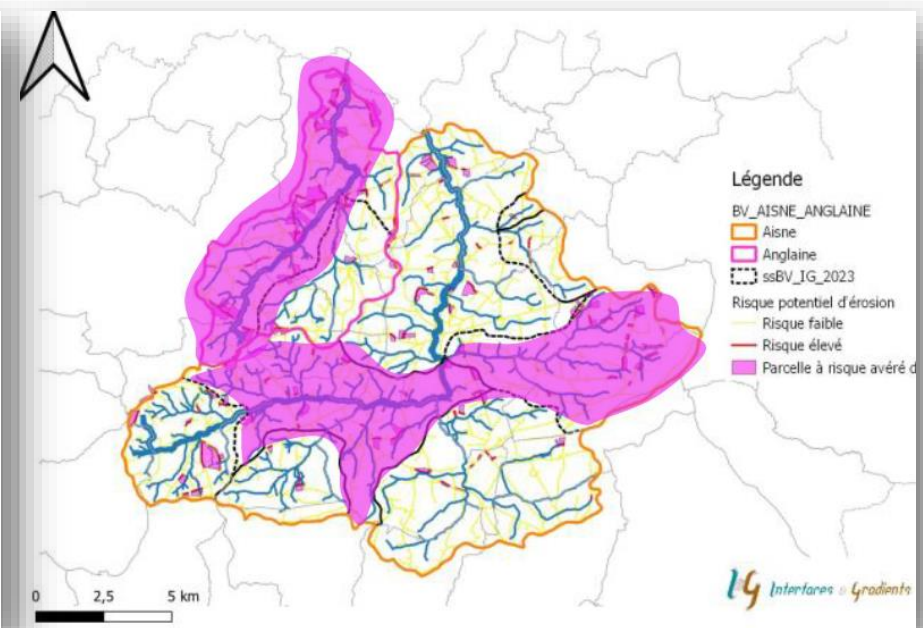 Légende
BV_AISNE_ANGLAINE
Aisne
Anglaine
ssBV_IG_2023
Risque potentiel d'érosion
Risque faible
Risque élevé
Parcelle à risque avéré d
0 2,5 5 km
I&G Interfaces & Gradients